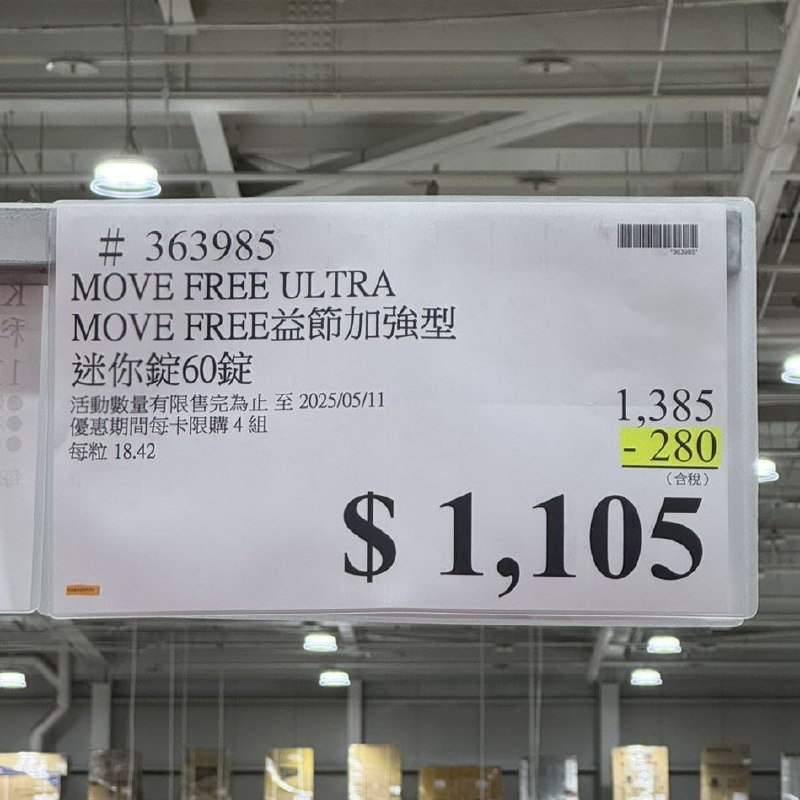 # 363985
*363985*
MOVE FREE ULTRA
MOVE FREE益節加強型
迷你錠60錠
活動數量有限售完為止 至 2025/05/11
優惠期間每卡限購 4 組
每粒 18.42
1,385
- 280
(含稅)
$ 1,105